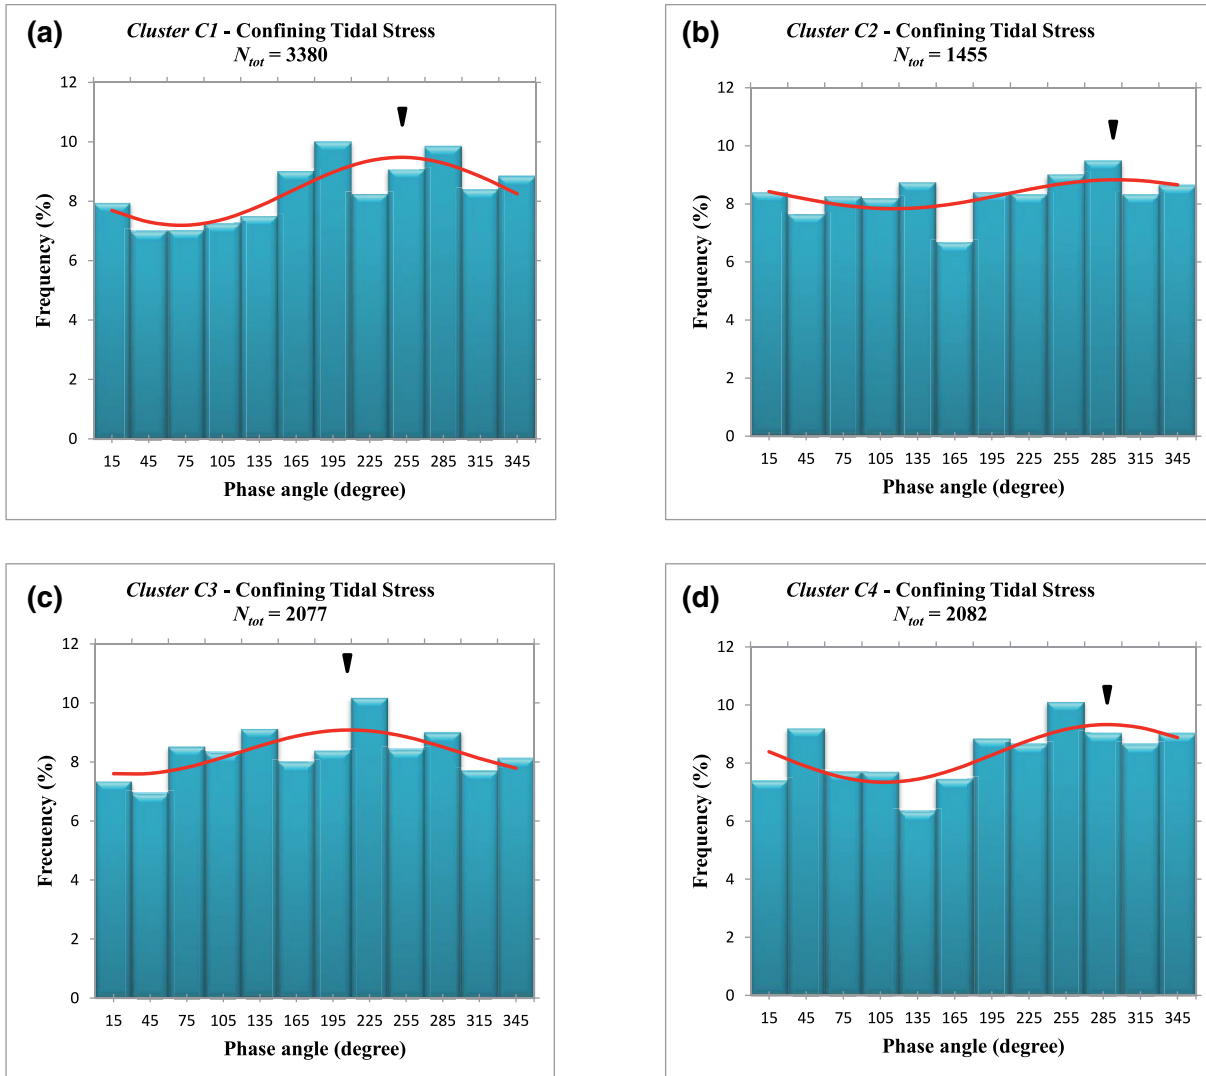 (a)
Cluster C1 - Confining Tidal Stress
N_tot = 3380
Frequency (%)
12
10
8
6
4
2
0
15 45 75 105 135 165 195 225 255 285 315 345
Phase angle (degree)
(b)
Cluster C2 - Confining Tidal Stress
N_tot = 1455
Frequency (%)
12
10
8
6
4
2
0
15 45 75 105 135 165 195 225 255 285 315 345
Phase angle (degree)
(c)
Cluster C3 - Confining Tidal Stress
N_tot = 2077
Frecuency (%)
12
10
8
6
4
2
0
15 45 75 105 135 165 195 225 255 285 315 345
Phase angle (degree)
(d)
Cluster C4 - Confining Tidal Stress
N_tot = 2082
Frequency (%)
12
10
8
6
4
2
0
15 45 75 105 135 165 195 225 255 285 315 345
Phase angle (degree)